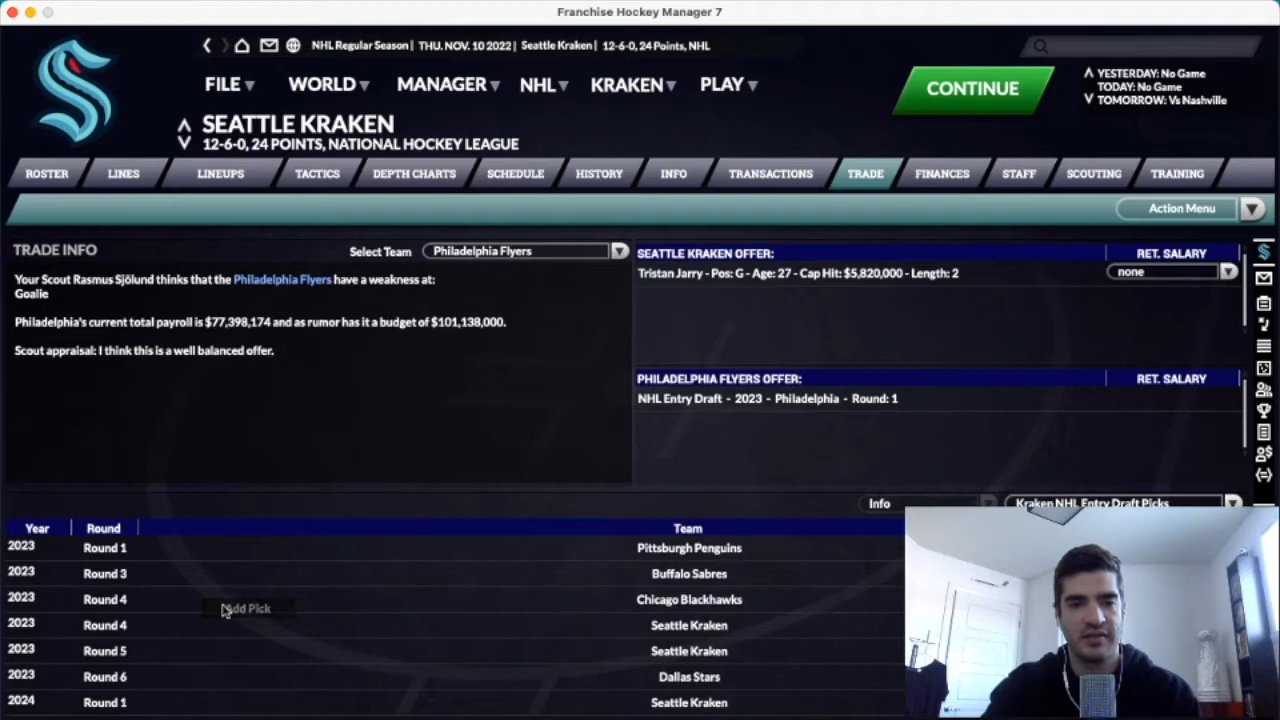 Franchise Hockey Manager 7
NHL Regular Season | THU. NOV. 10 2022 | Seattle Kraken | 12-6-0, 24 Points, NHL
FILE WORLD MANAGER NHL KRAKEN PLAY
CONTINUE
YESTERDAY: No Game
TODAY: No Game
TOMORROW: Vs Nashville
SEATTLE KRAKEN
12-6-0, 24 POINTS, NATIONAL HOCKEY LEAGUE
ROSTER LINES LINEUPS TACTICS DEPTH CHARTS SCHEDULE HISTORY INFO TRANSACTIONS TRADE FINANCES STAFF SCOUTING TRAINING
Action Menu
TRADE INFO
Select Team Philadelphia Flyers
Your Scout Rasmus Sjölund thinks that the Philadelphia Flyers have a weakness at:
Goalie
Philadelphia's current total payroll is $77,398,174 and as rumor has it a budget of $101,138,000.
Scout appraisal: I think this is a well balanced offer.
SEATTLE KRAKEN OFFER: RET. SALARY
Tristan Jarry - Pos: G - Age: 27 - Cap Hit: $5,820,000 - Length: 2 none
PHILADELPHIA FLYERS OFFER: RET. SALARY
NHL Entry Draft - 2023 - Philadelphia - Round: 1
Info Kraken NHL Entry Draft Picks
Year Round Team
2023 Round 1 Pittsburgh Penguins
2023 Round 3 Buffalo Sabres
2023 Round 4 Chicago Blackhawks
Add Pick
2023 Round 4 Seattle Kraken
2023 Round 5 Seattle Kraken
2023 Round 6 Dallas Stars
2024 Round 1 Seattle Kraken